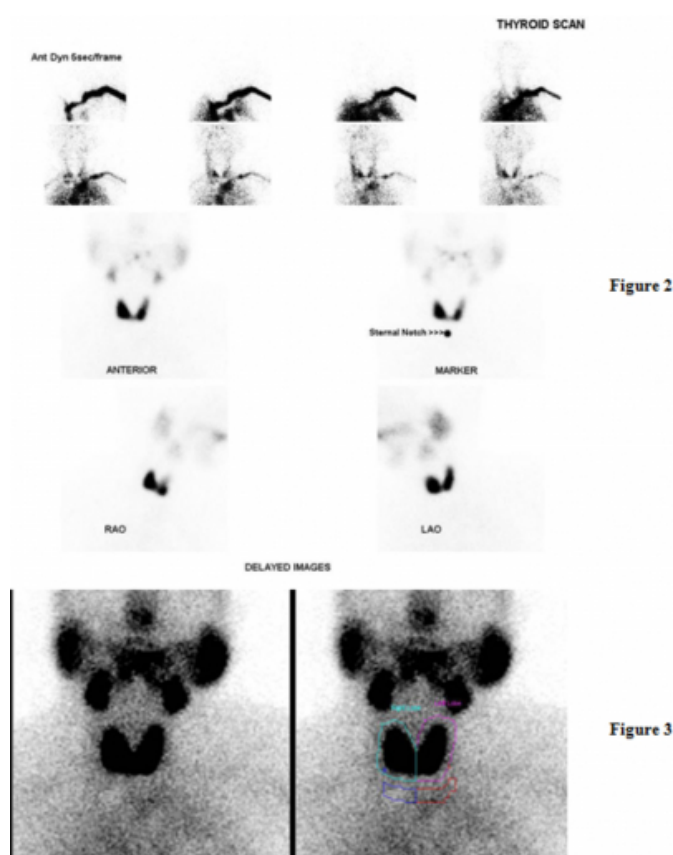 THYROID SCAN
Ant Dyn 5sec/frame
Figure 2
Sternal Notch >>>
ANTERIOR
MARKER
RAO
LAO
DELAYED IMAGES
Figure 3